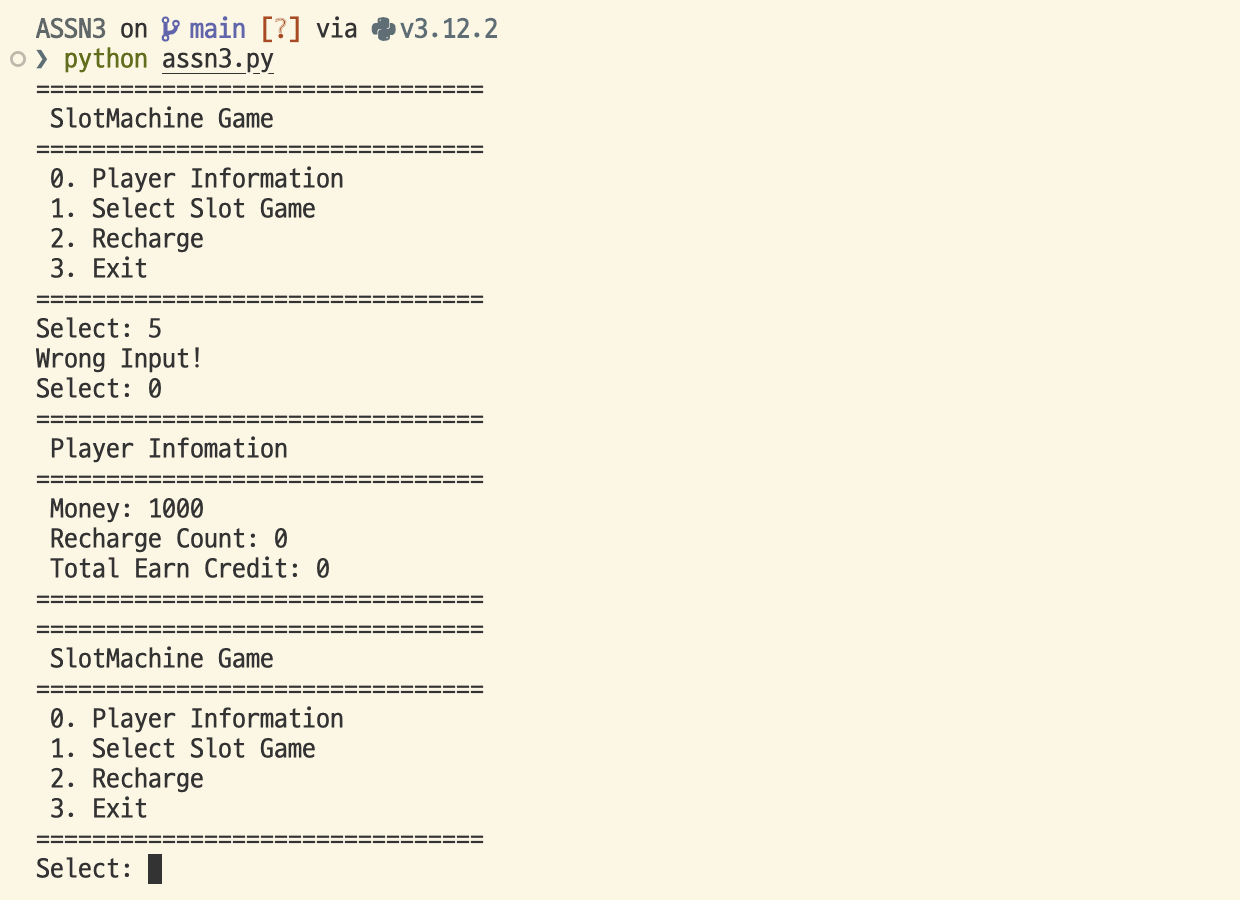 ASSN3 on main [?] via v3.12.2
❯ python assn3.py
================================
 SlotMachine Game
================================
 0. Player Information
 1. Select Slot Game
 2. Recharge
 3. Exit
================================
Select: 5
Wrong Input!
Select: 0
================================
 Player Infomation
================================
 Money: 1000
 Recharge Count: 0
 Total Earn Credit: 0
================================
================================
 SlotMachine Game
================================
 0. Player Information
 1. Select Slot Game
 2. Recharge
 3. Exit
================================
Select: